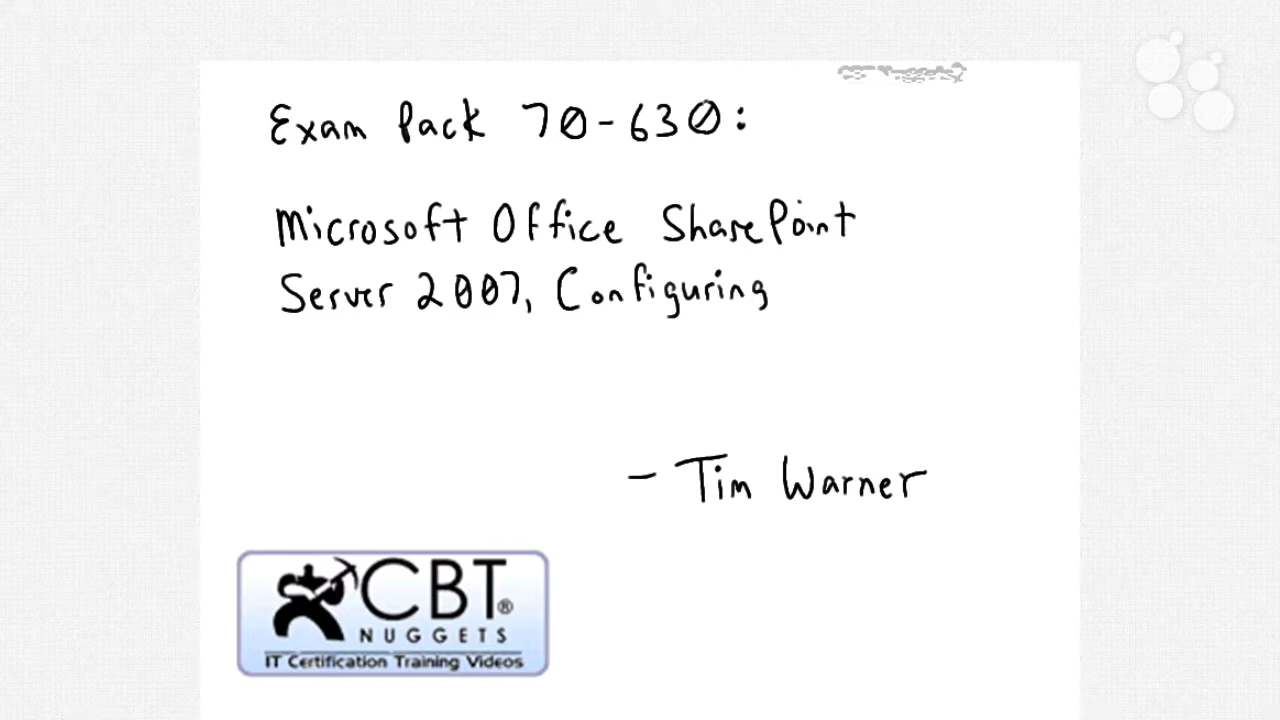 Exam Pack 70-630:
Microsoft Office SharePoint
Server 2007, Configuring
- Tim Warner
CBT®
NUGGETS
IT Certification Training Videos